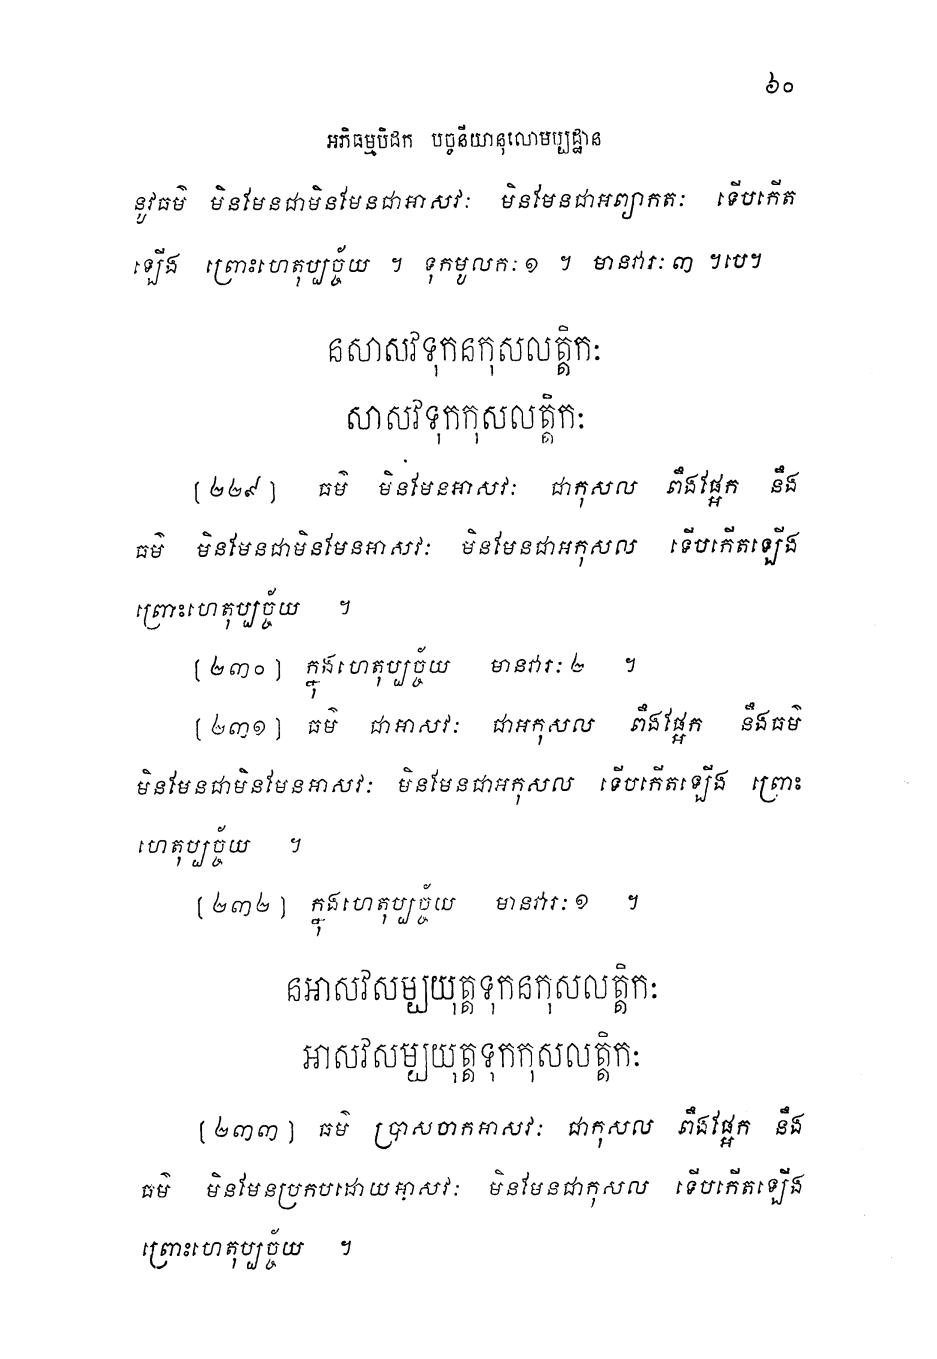 ៦០
អភិធម្មបិដក បច្ចនីយានុលោមប្បដ្ឋាន
នូវធម៌ មិនមែនជាមិនមែនជាអាសវៈ មិនមែនជាអព្យាកតៈ ទើបកើត
ឡើង ព្រោះហេតុប្បច្ច័យ ។ ទុកមូលកៈ ១ ។ មានវារៈ ៣ ។បេ។
នសាសវទុកនកុសលត្តិកៈ
សាសវទុកកុសលត្តិកៈ
[២២៩] ធម៌ មិនមែនអាសវៈ ជាកុសល ពឹងផ្អែក នឹង
ធម៌ មិនមែនជាមិនមែនអាសវៈ មិនមែនជាអកុសល ទើបកើតឡើង
ព្រោះហេតុប្បច្ច័យ ។
[២៣០] ក្នុងហេតុប្បច្ច័យ មានវារៈ ២ ។
[២៣១] ធម៌ ជាអាសវៈ ជាអកុសល ពឹងផ្អែក នឹងធម៌
មិនមែនជាមិនមែនអាសវៈ មិនមែនជាអកុសល ទើបកើតឡើង ព្រោះ
ហេតុប្បច្ច័យ ។
[២៣២] ក្នុងហេតុប្បច្ច័យ មានវារៈ ១ ។
នអាសវសម្បយុត្តទុកនកុសលត្តិកៈ
អាសវសម្បយុត្តទុកកុសលត្តិកៈ
[២៣៣] ធម៌ ប្រាសចាកអាសវៈ ជាកុសល ពឹងផ្អែក នឹង
ធម៌ មិនមែនប្រកបដោយអាសវៈ មិនមែនជាកុសល ទើបកើតឡើង
ព្រោះហេតុប្បច្ច័យ ។